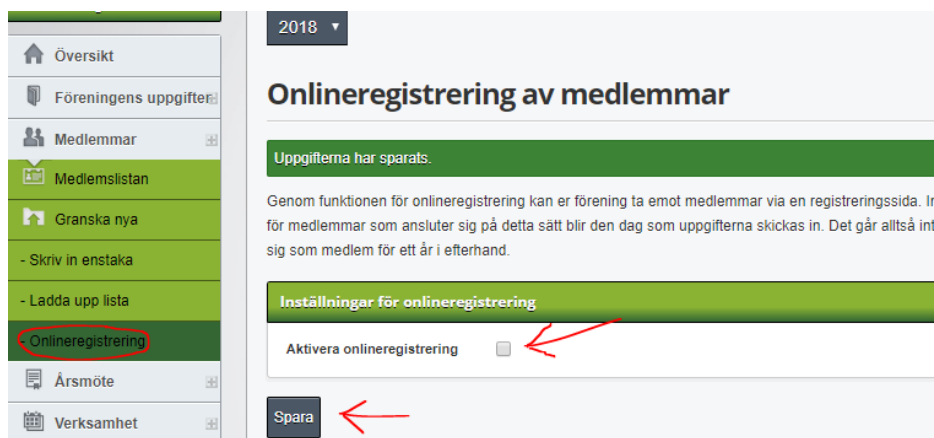 2018
Översikt
Föreningens uppgifter
Medlemmar
Medlemslistan
Granska nya
- Skriv in enstaka
- Ladda upp lista
- Onlineregistrering
Årsmöte
Verksamhet
Onlineregistrering av medlemmar
Uppgifterna har sparats.
Genom funktionen för onlineregistrering kan er förening ta emot medlemmar via en registreringssida.
för medlemmar som ansluter sig på detta sätt blir den dag som uppgifterna skickas in. Det går alltså
sig som medlem för ett år i efterhand.
Inställningar för onlineregistrering
Aktivera onlineregistrering
Spara